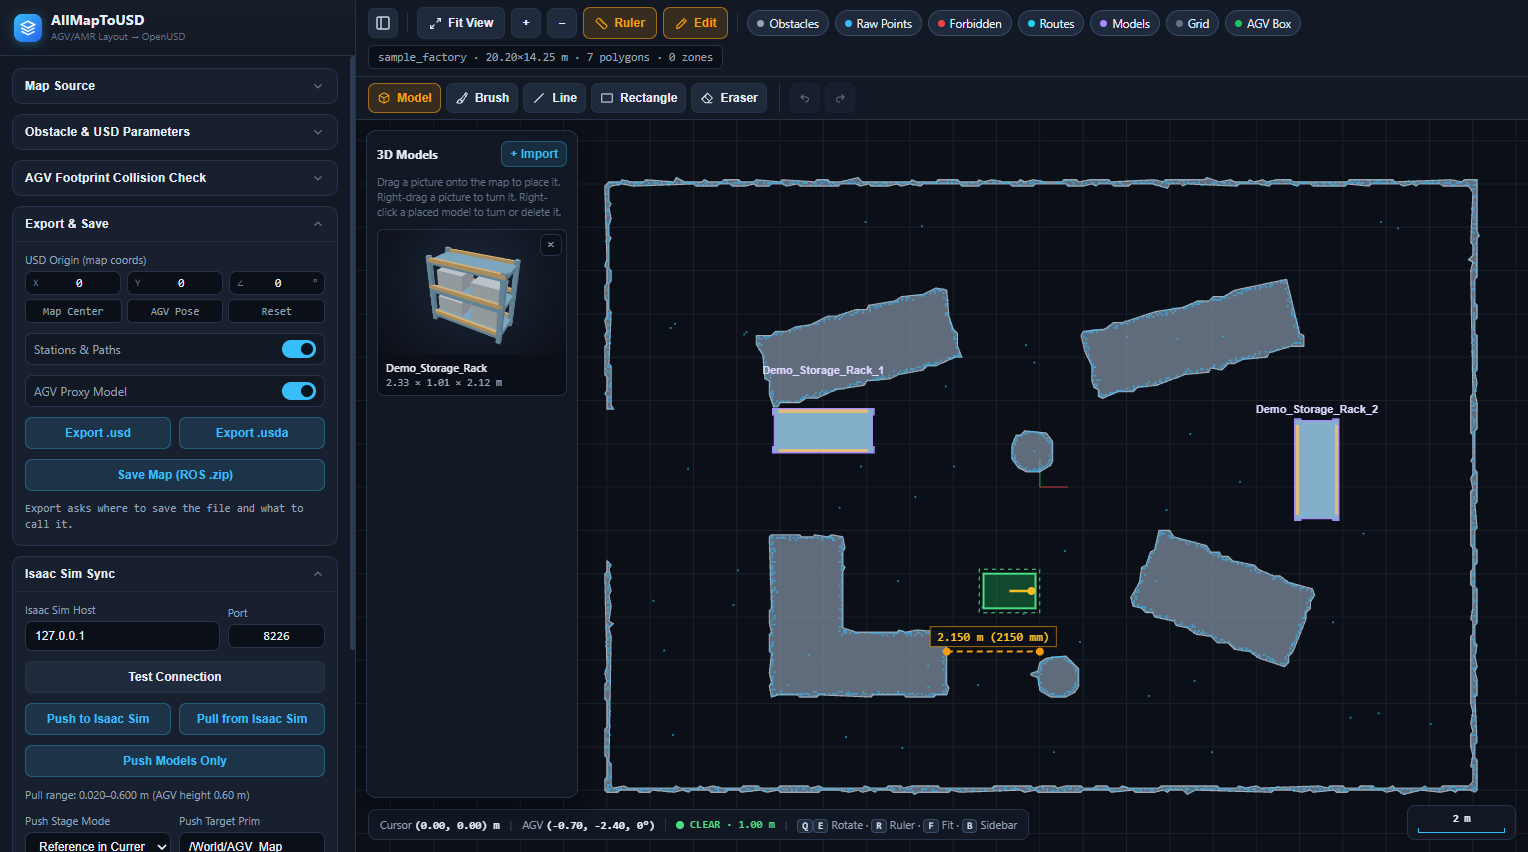 AllMapToUSD
AGV/AMR Layout → OpenUSD
Fit View
+
−
Ruler
Edit
Obstacles
Raw Points
Forbidden
Routes
Models
Grid
AGV Box
sample_factory · 20.20×14.25 m · 7 polygons · 0 zones
Model
Brush
Line
Rectangle
Eraser
Map Source
Obstacle & USD Parameters
AGV Footprint Collision Check
Export & Save
USD Origin (map coords)
X 0
Y 0
∠ 0 °
Map Center
AGV Pose
Reset
Stations & Paths
AGV Proxy Model
Export .usd
Export .usda
Save Map (ROS .zip)
Export asks where to save the file and what to
call it.
Isaac Sim Sync
Isaac Sim Host
Port
127.0.0.1
8226
Test Connection
Push to Isaac Sim
Pull from Isaac Sim
Push Models Only
Pull range: 0.020–0.600 m (AGV height 0.60 m)
Push Stage Mode
Push Target Prim
Reference in Curren
/World/AGV_Map
3D Models
+ Import
Drag a picture onto the map to place it.
Right-drag a picture to turn it. Right-
click a placed model to turn or delete it.
×
Demo_Storage_Rack
2.33 × 1.01 × 2.12 m
Demo_Storage_Rack_1
Demo_Storage_Rack_2
2.150 m (2150 mm)
Cursor (0.00, 0.00) m | AGV (-0.70, -2.40, 0°) | CLEAR · 1.00 m | Q E Rotate · R Ruler · F Fit · B Sidebar
2 m